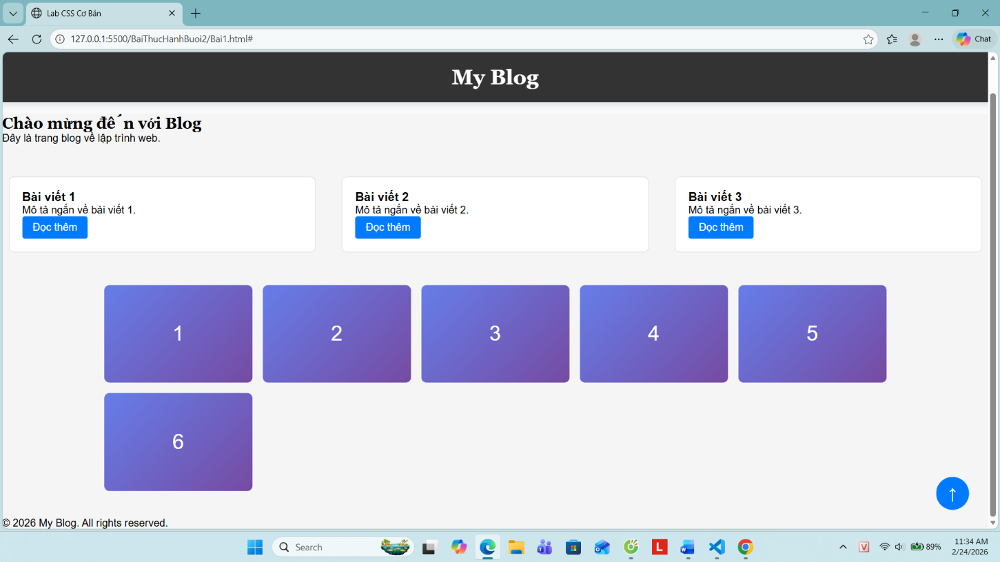 Lab CSS Cơ Bản
127.0.0.1:5500/BaiThucHanhBuoi2/Bai1.html#
Chat
My Blog
Chào mừng đến với Blog
Đây là trang blog về lập trình web.
Bài viết 1
Mô tả ngắn về bài viết 1.
Đọc thêm
Bài viết 2
Mô tả ngắn về bài viết 2.
Đọc thêm
Bài viết 3
Mô tả ngắn về bài viết 3.
Đọc thêm
1
2
3
4
5
6
↑
© 2026 My Blog. All rights reserved.
Search
L
V
89%
11:34 AM
2/24/2026